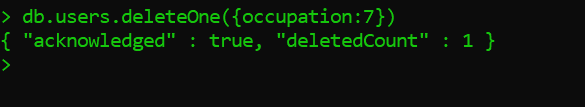 > db.users.deleteOne({occupation:7})
{ "acknowledged" : true, "deletedCount" : 1 }
>